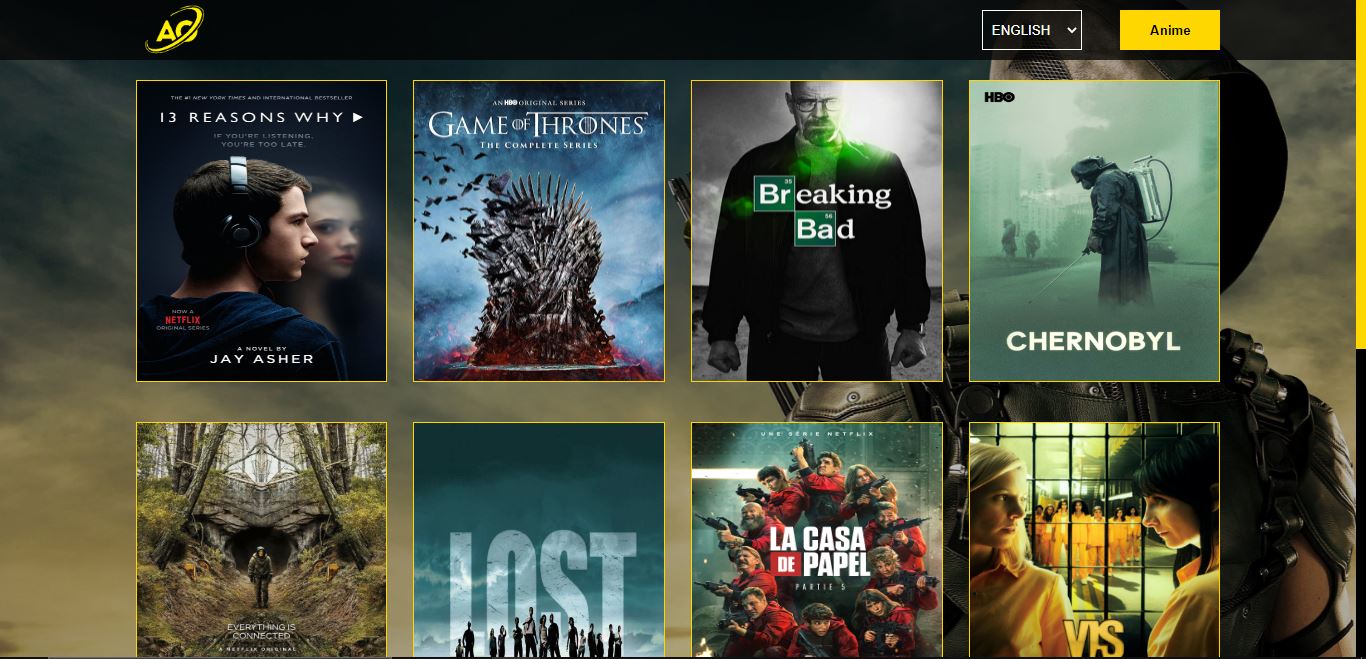 AC
ENGLISH
Anime
THE #1 NEW YORK TIMES AND INTERNATIONAL BESTSELLER
13 REASONS WHY
IF YOU'RE LISTENING,
YOU'RE TOO LATE.
NOW A
NETFLIX
ORIGINAL SERIES
A NOVEL BY
JAY ASHER
AN HBO ORIGINAL SERIES
GAME OF THRONES
THE COMPLETE SERIES
35
Breaking
56
Bad
HBO
CHERNOBYL
EVERYTHING IS
CONNECTED
A NETFLIX ORIGINAL
LOST
UNE SÉRIE NETFLIX
LA CASA
DE PAPEL
PARTIE 5
VIS